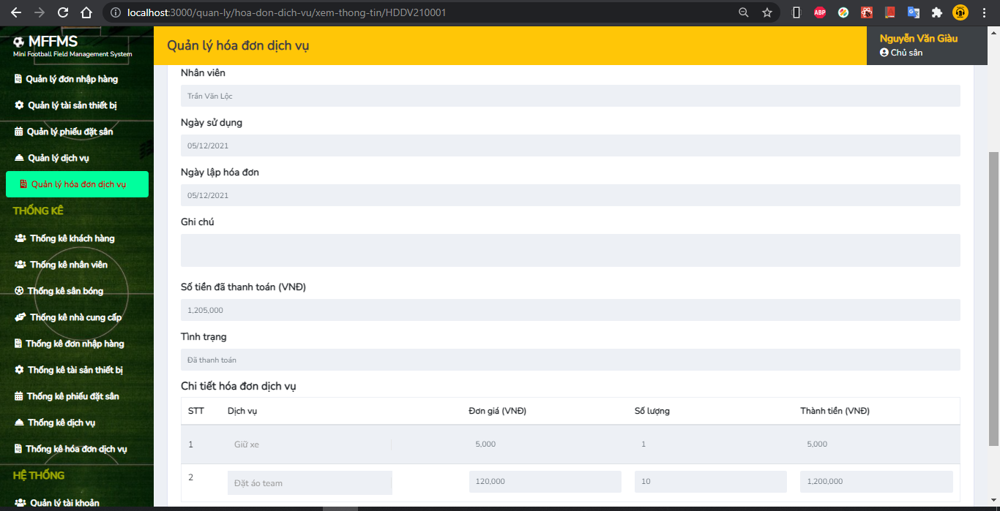 localhost:3000/quan-ly/hoa-don-dich-vu/xem-thong-tin/HDDV210001
ABP
MFFMS
Mini Football Field Management System
Quản lý đơn nhập hàng
Quản lý tài sản thiết bị
Quản lý phiếu đặt sân
Quản lý dịch vụ
Quản lý hóa đơn dịch vụ
THỐNG KÊ
Thống kê khách hàng
Thống kê nhân viên
Thống kê sân bóng
Thống kê nhà cung cấp
Thống kê đơn nhập hàng
Thống kê tài sản thiết bị
Thống kê phiếu đặt sân
Thống kê dịch vụ
Thống kê hóa đơn dịch vụ
HỆ THỐNG
Quản lý tài khoản
Quản lý hóa đơn dịch vụ
Nguyễn Văn Giàu
Chủ sân
Nhân viên
Trần Văn Lộc
Ngày sử dụng
05/12/2021
Ngày lập hóa đơn
05/12/2021
Ghi chú
Số tiền đã thanh toán (VNĐ)
1,205,000
Tình trạng
Đã thanh toán
Chi tiết hóa đơn dịch vụ
STT Dịch vụ Đơn giá (VNĐ) Số lượng Thành tiền (VNĐ)
1 Giữ xe 5,000 1 5,000
2 Đặt áo team 120,000 10 1,200,000